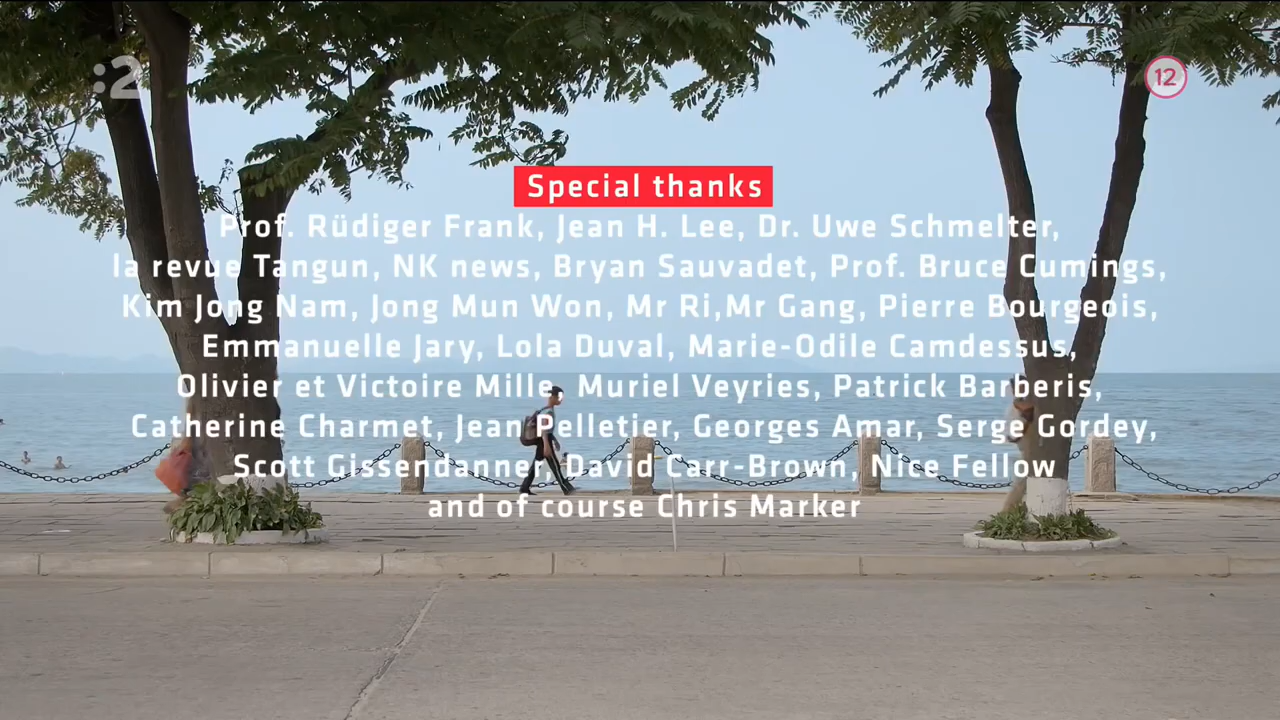 :2
12
Special thanks
Prof. Rüdiger Frank, Jean H. Lee, Dr. Uwe Schmelter,
la revue Tangun, NK news, Bryan Sauvadet, Prof. Bruce Cumings,
Kim Jong Nam, Jong Mun Won, Mr Ri,Mr Gang, Pierre Bourgeois,
Emmanuelle Jary, Lola Duval, Marie-Odile Camdessus,
Olivier et Victoire Mille, Muriel Veyries, Patrick Barberis,
Catherine Charmet, Jean Pelletier, Georges Amar, Serge Gordey,
Scott Gissendanner, David Carr-Brown, Nice Fellow
and of course Chris Marker